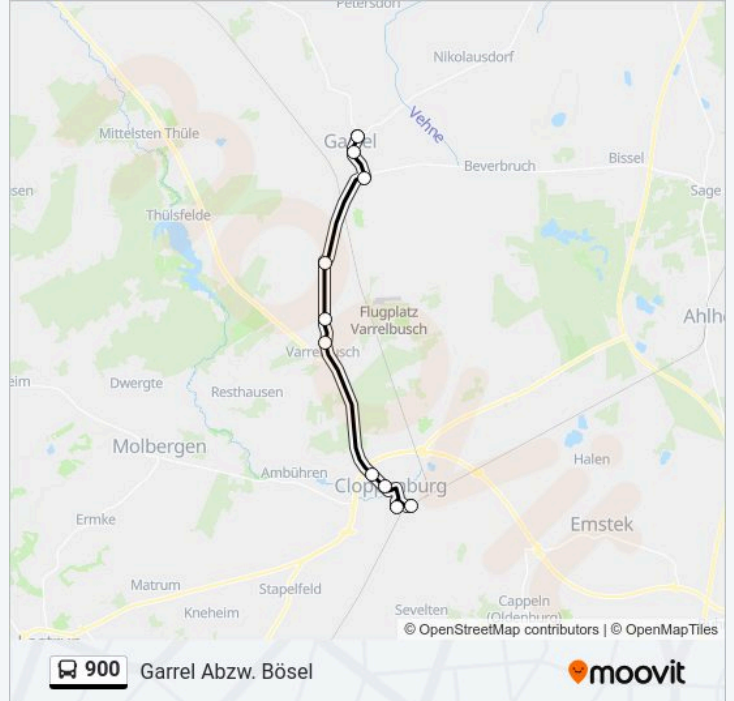 Petersdorf
Nikolausdorf
Vehne
Mittelsten Thüle
Garrel
Beverbruch
Bissel
Sage
Thülsfelde
Flugplatz
Varrelbusch
Varrelbusch
Dwergte
Resthausen
Molbergen
Ambühren
Cloppenburg
Halen
Ermke
Emstek
Matrum
Stapelfeld
Kneheim
Sevelten
Cappeln
(Oldenburg)
© OpenStreetMap contributors | © OpenMapTiles
900 Garrel Abzw. Bösel
moovit